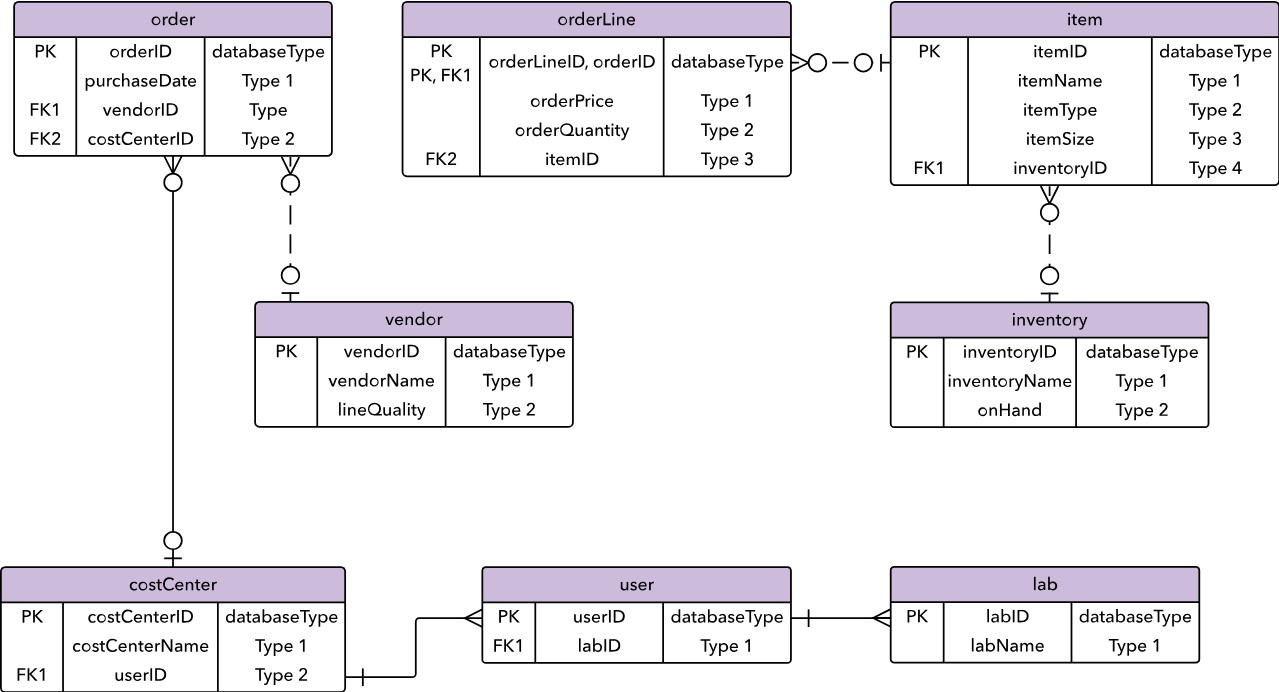 order
PK orderID databaseType
purchaseDate Type 1
FK1 vendorID Type
FK2 costCenterID Type 2
orderLine
PK
PK, FK1 orderLineID, orderID databaseType
orderPrice Type 1
orderQuantity Type 2
FK2 itemID Type 3
item
PK itemID databaseType
itemName Type 1
itemType Type 2
itemSize Type 3
FK1 inventoryID Type 4
vendor
PK vendorID databaseType
vendorName Type 1
lineQuality Type 2
inventory
PK inventoryID databaseType
inventoryName Type 1
onHand Type 2
costCenter
PK costCenterID databaseType
costCenterName Type 1
FK1 userID Type 2
user
PK userID databaseType
FK1 labID Type 1
lab
PK labID databaseType
labName Type 1